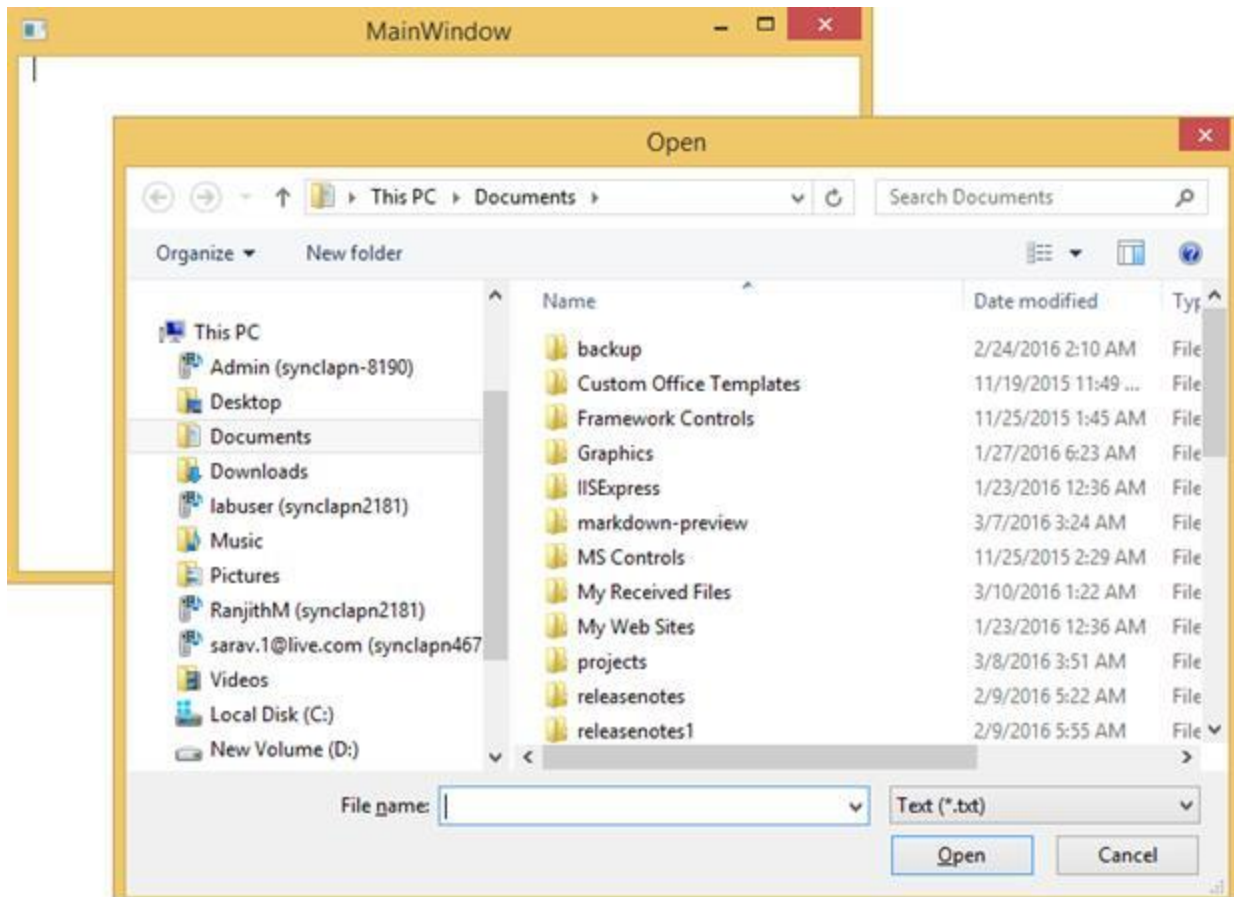 MainWindow
Open
This PC Documents
Search Documents
Organize New folder
Name Date modified
This PC
Admin (synclapn-8190)
Desktop
Documents
Downloads
labuser (synclapn2181)
Music
Pictures
RanjithM (synclapn2181)
sarav.1@live.com (synclapn467
Videos
Local Disk (C:)
New Volume (D:)
backup 2/24/2016 2:10 AM File
Custom Office Templates 11/19/2015 11:49 ... File
Framework Controls 11/25/2015 1:45 AM File
Graphics 1/27/2016 6:23 AM File
IISExpress 1/23/2016 12:36 AM File
markdown-preview 3/7/2016 3:24 AM File
MS Controls 11/25/2015 2:29 AM File
My Received Files 3/10/2016 1:22 AM File
My Web Sites 1/23/2016 12:36 AM File
projects 3/8/2016 3:51 AM File
releasenotes 2/9/2016 5:22 AM File
releasenotes1 2/9/2016 5:55 AM File
File name: Text (*.txt)
Open Cancel